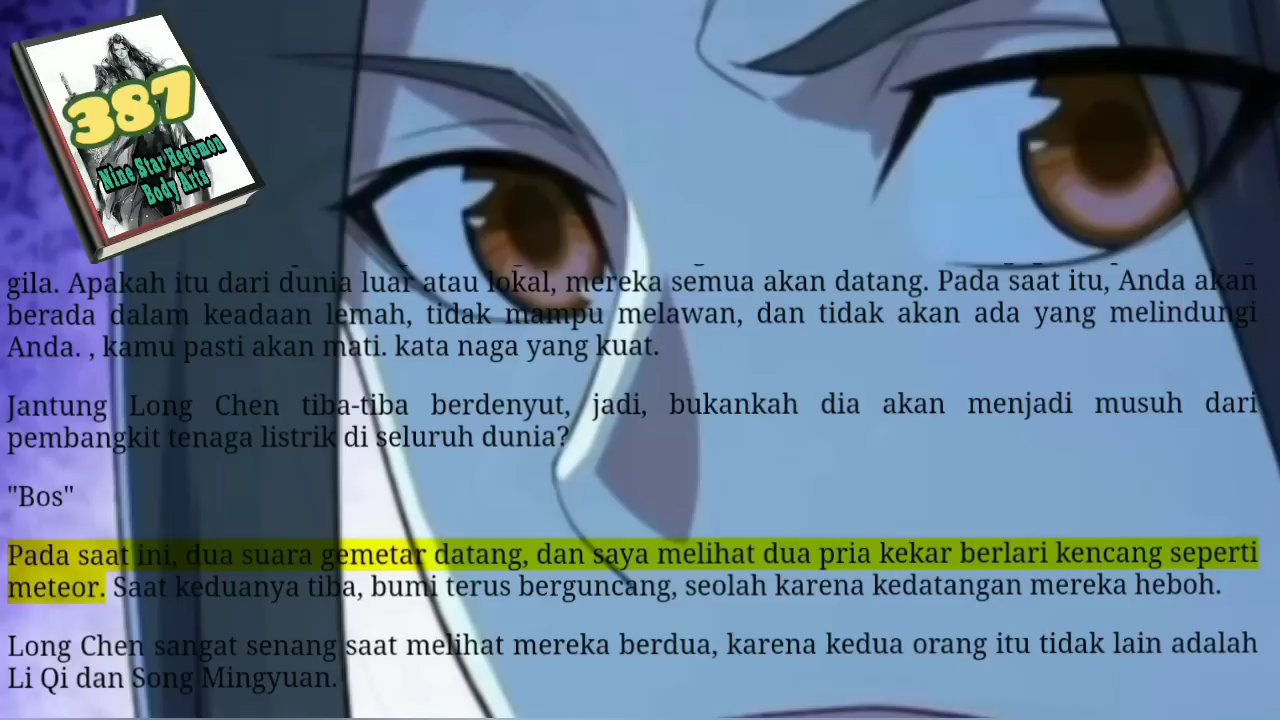 387
Nine Star Hegemon
Body Arts
gila. Apakah itu dari dunia luar atau lokal, mereka semua akan datang. Pada saat itu, Anda akan
berada dalam keadaan lemah, tidak mampu melawan, dan tidak akan ada yang melindungi
Anda. , kamu pasti akan mati. kata naga yang kuat.
Jantung Long Chen tiba-tiba berdenyut, jadi, bukankah dia akan menjadi musuh dari
pembangkit tenaga listrik di seluruh dunia?
"Bos"
Pada saat ini, dua suara gemetar datang, dan saya melihat dua pria kekar berlari kencang seperti
meteor. Saat keduanya tiba, bumi terus berguncang, seolah karena kedatangan mereka heboh.
Long Chen sangat senang saat melihat mereka berdua, karena kedua orang itu tidak lain adalah
Li Qi dan Song Mingyuan.